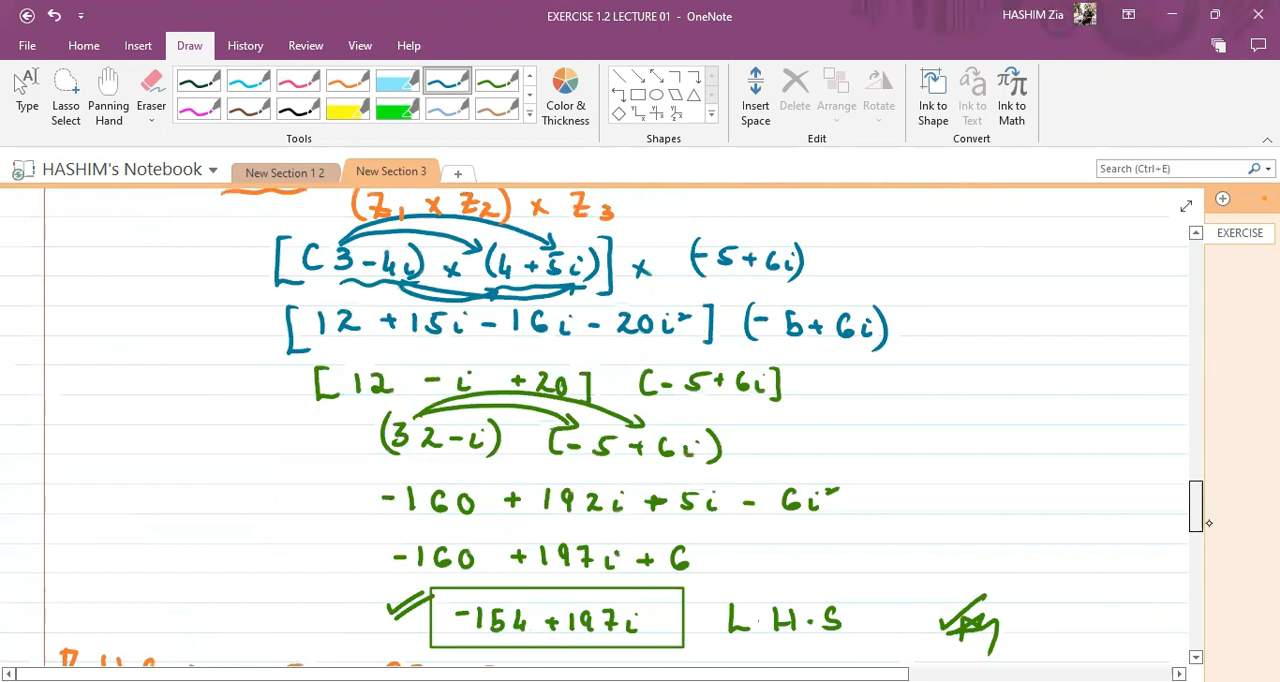 EXERCISE 1.2 LECTURE 01 - OneNote
HASHIM Zia
File Home Insert Draw History Review View Help
Type
Lasso Select
Panning Hand
Eraser
Color & Thickness
Insert Space
Delete
Arrange
Rotate
Ink to Shape
Ink to Text
Ink to Math
Tools
Shapes
Edit
Convert
HASHIM's Notebook
New Section 1 2
New Section 3
Search (Ctrl+E)
EXERCISE
(Z1 × Z2) × Z3
[(3-4i) × (4+5i)] × (-5+6i)
[12 +15i -16i -20i²] (-5+6i)
[12 -i +20] [-5+6i]
(32-i) (-5+6i)
-160 +192i +5i -6i²
-160 +197i +6
-154 +197i L.H.S